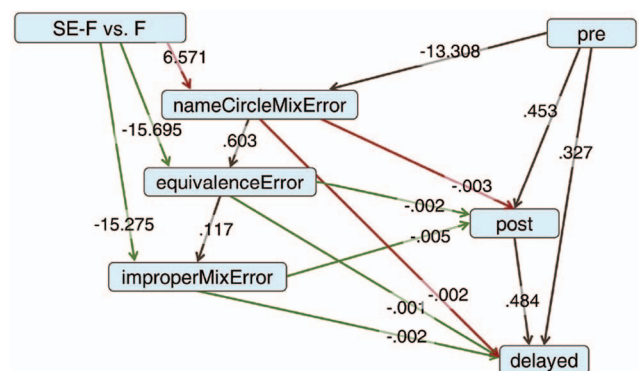 SE-F vs. F
pre
6.571
-13.308
nameCircleMixError
-15.695
.603
.453
.327
equivalenceError
-.003
-.002
-15.275
.117
post
-.005
improperMixError
-.001
-.002
.484
-.002
delayed